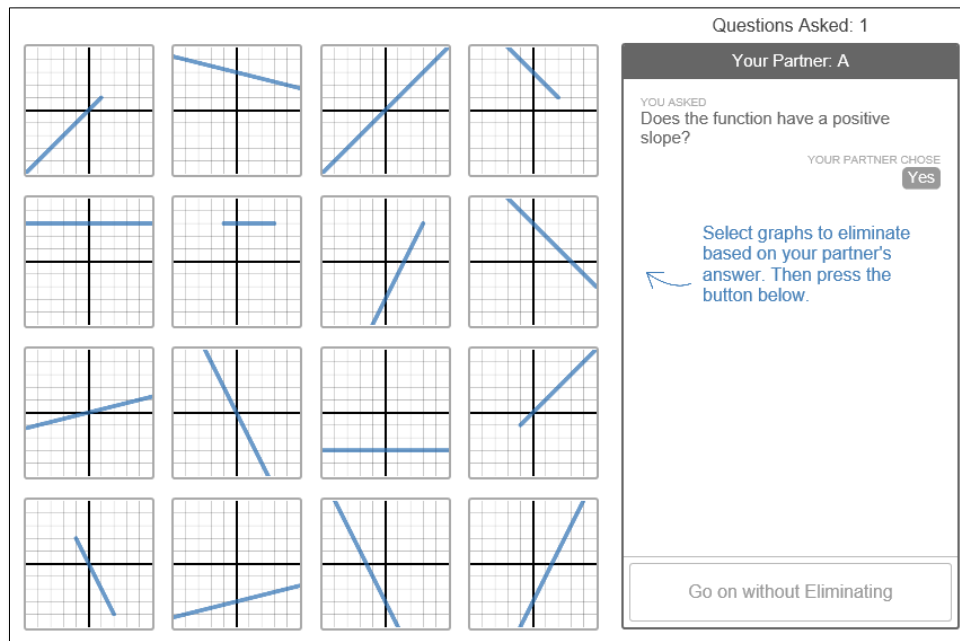 Questions Asked: 1
Your Partner: A
YOU ASKED
Does the function have a positive
slope?
YOUR PARTNER CHOSE
Yes
Select graphs to eliminate
based on your partner's
answer. Then press the
button below.
Go on without Eliminating